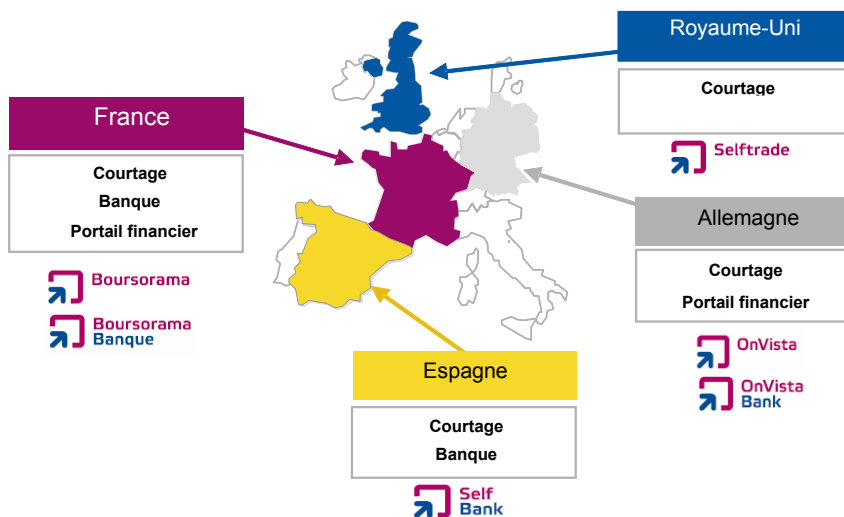 Royaume-Uni
Courtage
Selftrade
France
Courtage
Banque
Portail financier
Boursorama
Boursorama
Banque
Allemagne
Courtage
Portail financier
OnVista
OnVista
Bank
Espagne
Courtage
Banque
Self
Bank